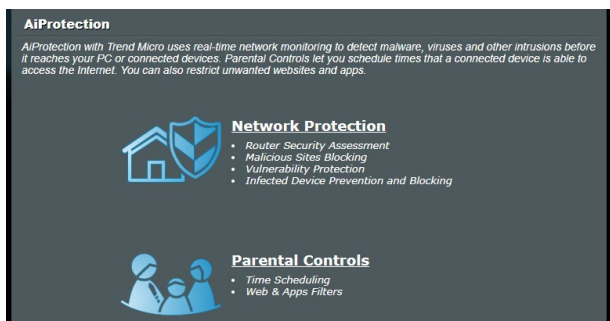 AiProtection
AiProtection with Trend Micro uses real-time network monitoring to detect malware, viruses and other intrusions before
it reaches your PC or connected devices. Parental Controls let you schedule times that a connected device is able to
access the Internet. You can also restrict unwanted websites and apps.
Network Protection
• Router Security Assessment
• Malicious Sites Blocking
• Vulnerability Protection
• Infected Device Prevention and Blocking
Parental Controls
• Time Scheduling
• Web & Apps Filters